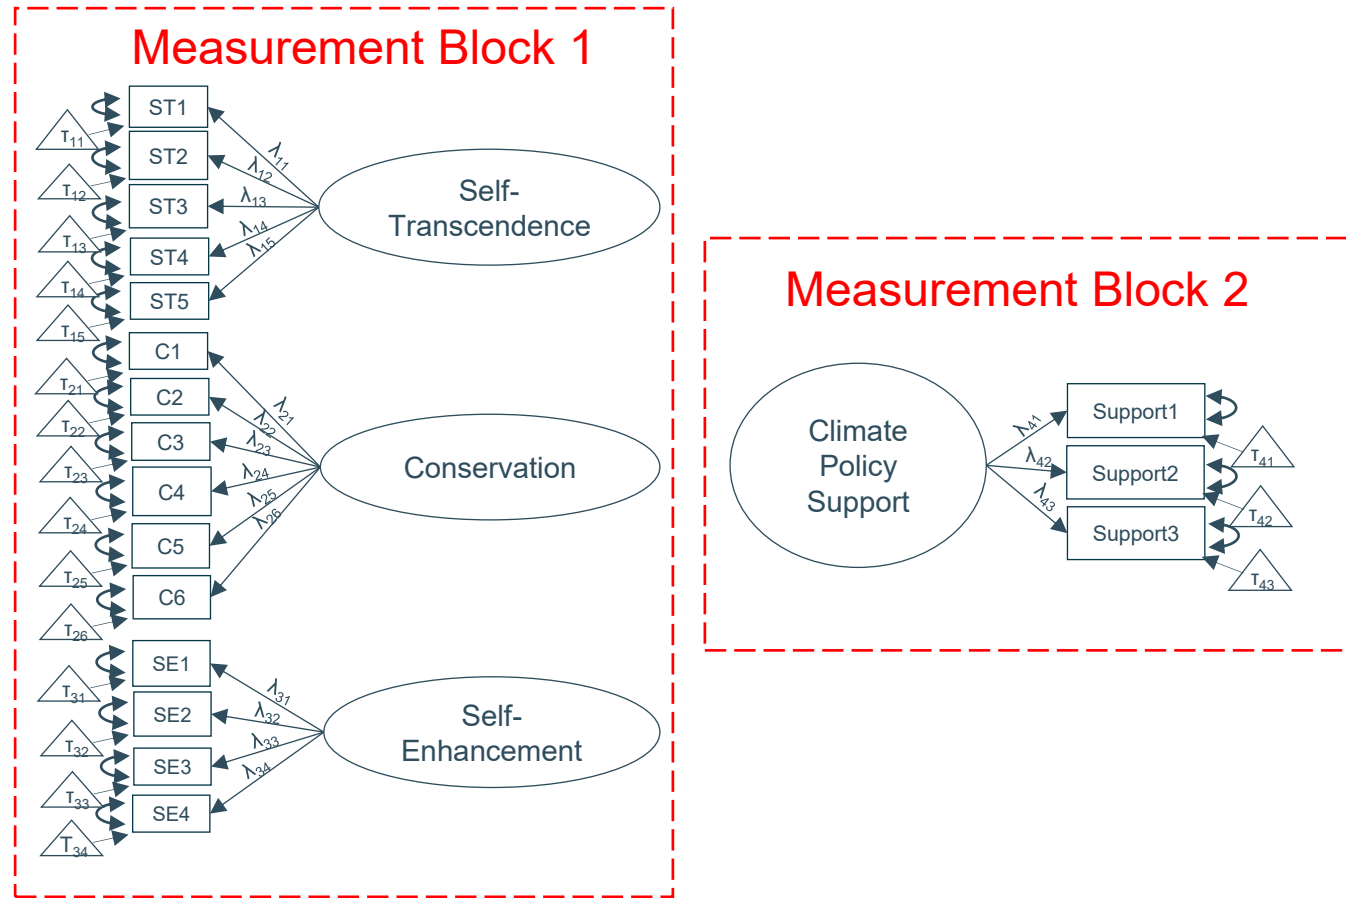 Measurement Block 1
ST1
τ11
λ11
ST2
τ12
λ12
ST3
τ13
λ13
ST4
τ14
λ14
ST5
τ15
λ15
Self-
Transcendence
C1
τ21
λ21
C2
τ22
λ22
C3
τ23
λ23
C4
τ24
λ24
C5
τ25
λ25
C6
τ26
λ26
Conservation
SE1
τ31
λ31
SE2
τ32
λ32
SE3
τ33
λ33
SE4
T34
λ34
Self-
Enhancement
Measurement Block 2
Climate
Policy
Support
λ41
λ42
λ43
Support1
τ41
Support2
τ42
Support3
τ43